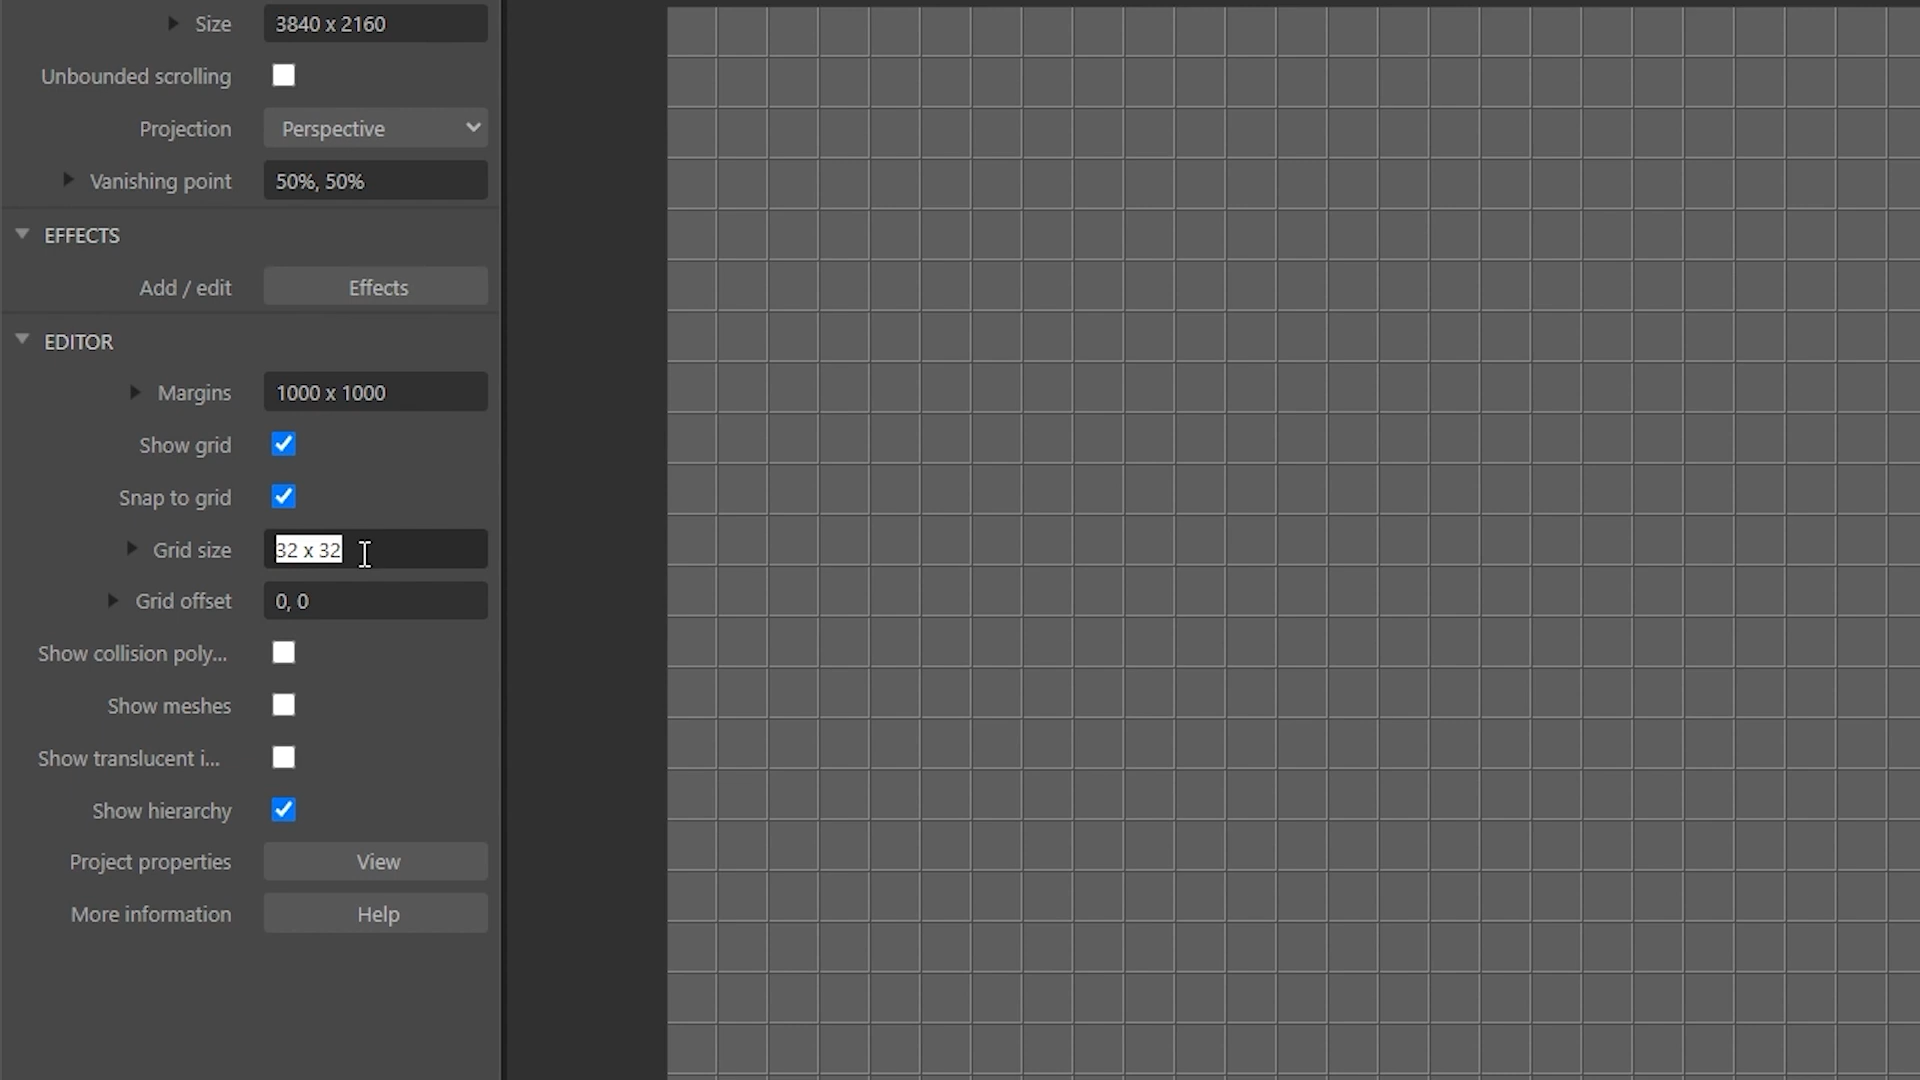 Size 3840 x 2160
Unbounded scrolling
Projection Perspective
Vanishing point 50%, 50%
EFFECTS
Add / edit Effects
EDITOR
Margins 1000 x 1000
Show grid
Snap to grid
Grid size 32 x 32
Grid offset 0, 0
Show collision poly...
Show meshes
Show translucent i...
Show hierarchy
Project properties View
More information Help